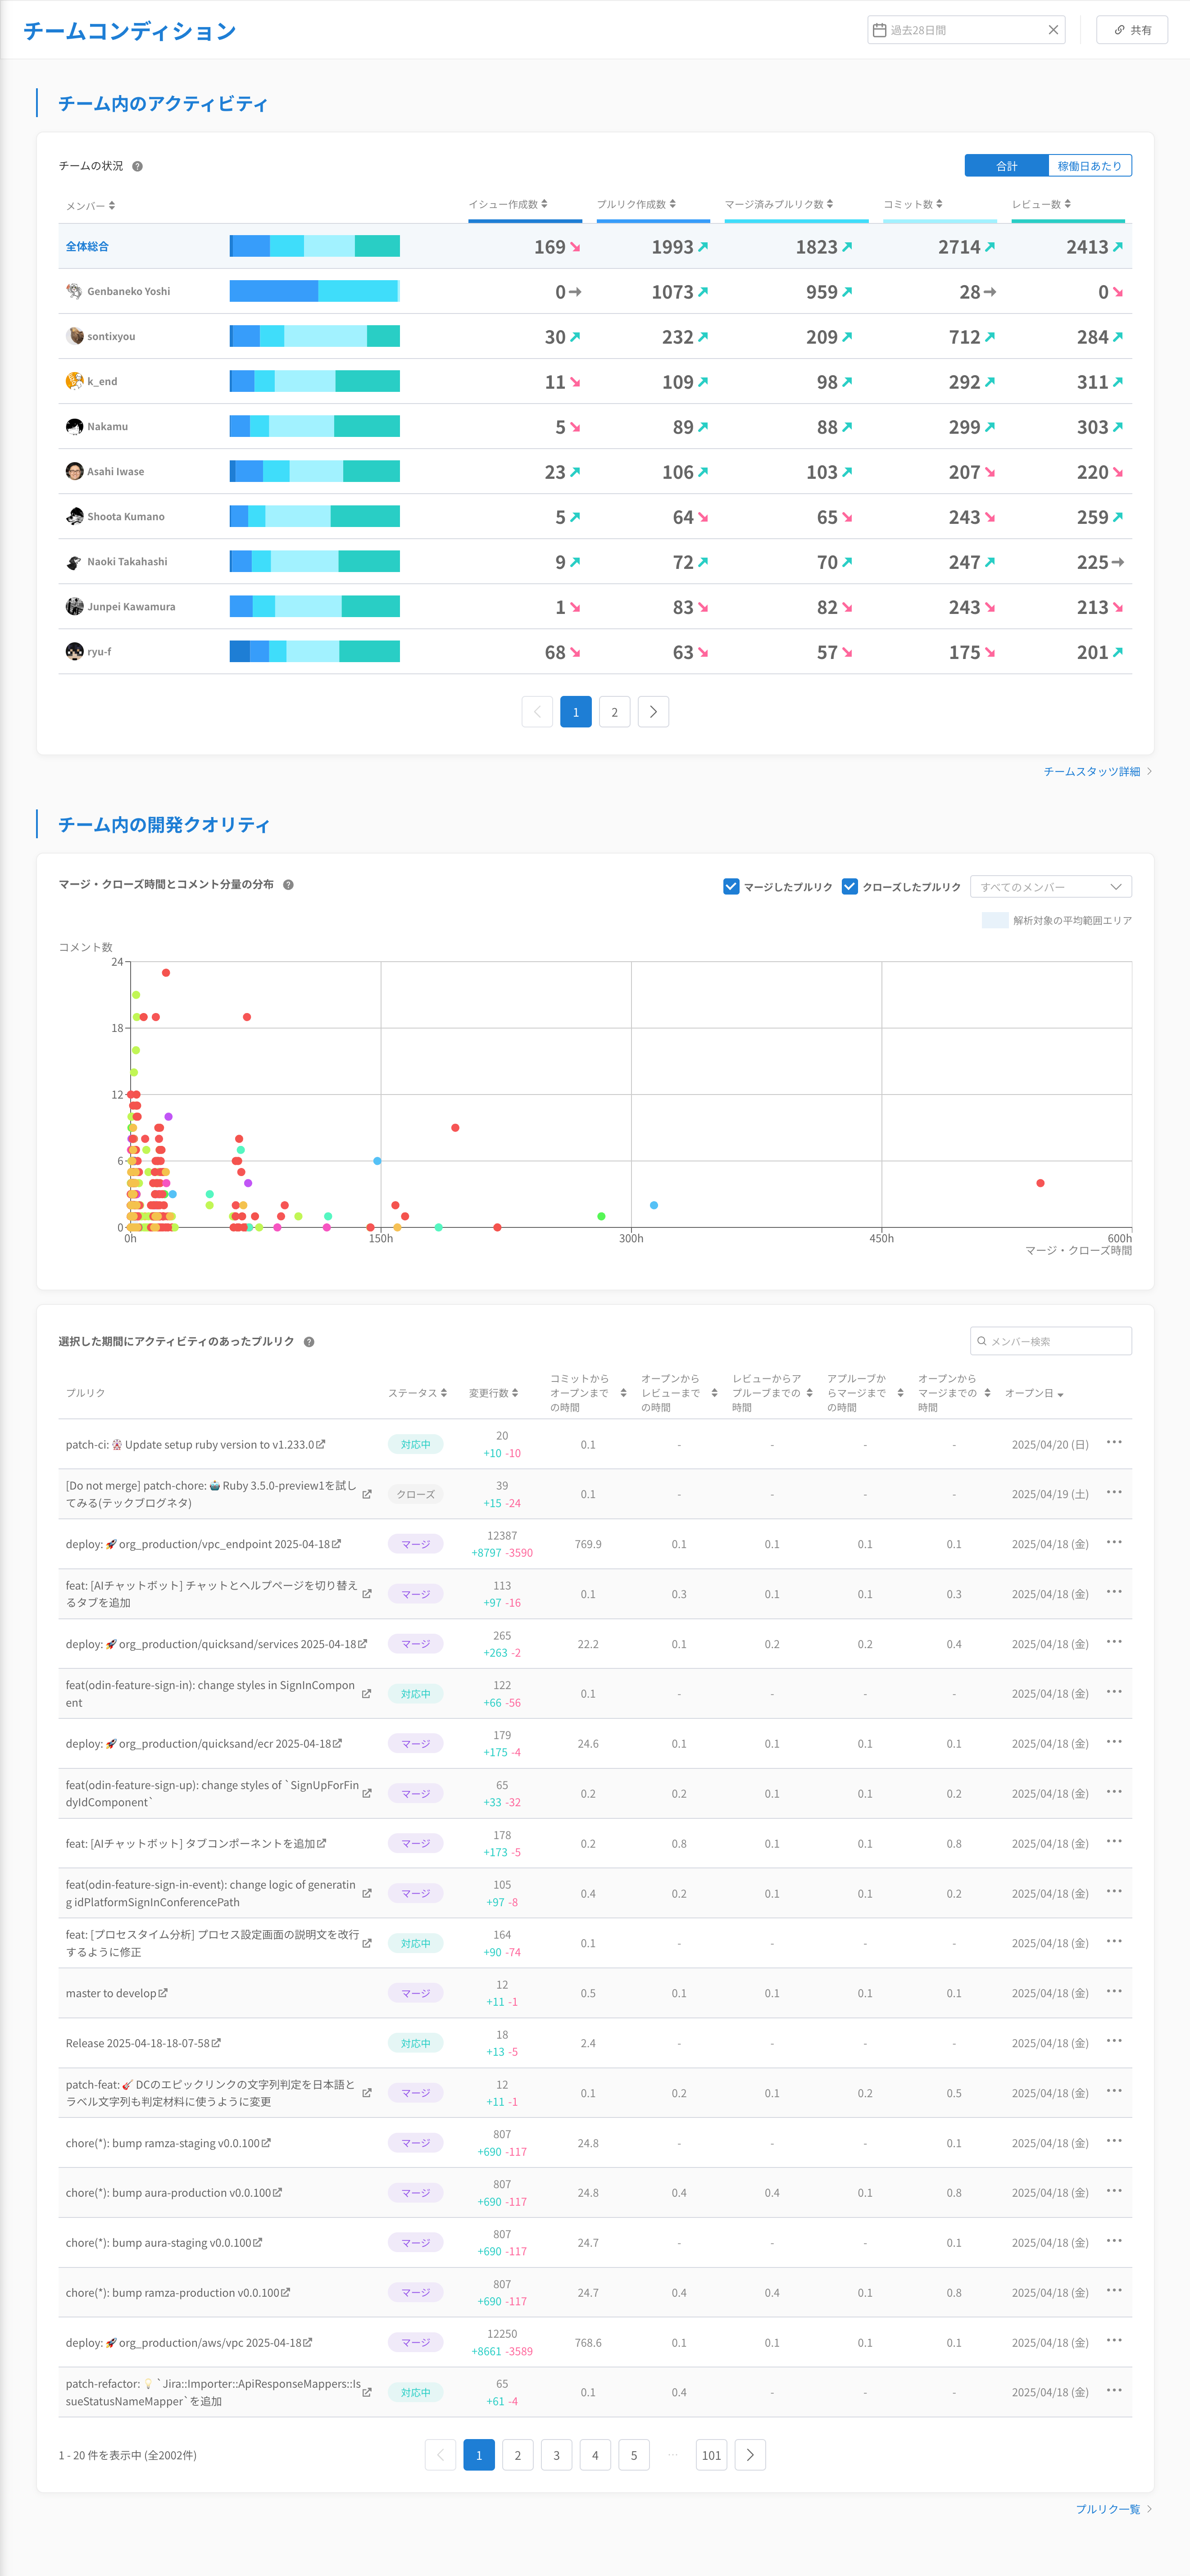 チームコンディション
過去28日間
共有
チーム内のアクティビティ
チームの状況
合計 稼働日あたり
メンバー イシュー作成数 プルリク作成数 マージ済みプルリク数 コミット数 レビュー数
全体総合 169 1993 1823 2714 2413
Genbaneko Yoshi 0 1073 959 28 0
sontixyou 30 232 209 712 284
k_end 11 109 98 292 311
Nakamu 5 89 88 299 303
Asahi Iwase 23 106 103 207 220
Shoota Kumano 5 64 65 243 259
Naoki Takahashi 9 72 70 247 225
Junpei Kawamura 1 83 82 243 213
ryu-f 68 63 57 175 201
1 2
チームスタッツ詳細
チーム内の開発クオリティ
マージ・クローズ時間とコメント分量の分布
マージしたプルリク クローズしたプルリク すべてのメンバー
解析対象の平均範囲エリア
コメント数
24
18
12
6
0
0h 150h 300h 450h 600h
マージ・クローズ時間
選択した期間にアクティビティのあったプルリク
メンバー検索
プルリク ステータス 変更行数
コミットから
オープンまで
の時間
オープンから
レビューまで
の時間
レビューからア
プルーブまでの
時間
アプルーブか
らマージまで
の時間
オープンから
マージまでの
時間
オープン日
patch-ci: 🎡 Update setup ruby version to v1.233.0
対応中
20
+10 -10
0.1 - - - - 2025/04/20 (日)
[Do not merge] patch-chore: 🤖 Ruby 3.5.0-preview1を試し
てみる(テックブログネタ)
クローズ
39
+15 -24
0.1 - - - - 2025/04/19 (土)
deploy: 🚀 org_production/vpc_endpoint 2025-04-18
マージ
12387
+8797 -3590
769.9 0.1 0.1 0.1 0.1 2025/04/18 (金)
feat: [AIチャットボット] チャットとヘルプページを切り替え
るタブを追加
マージ
113
+97 -16
0.1 0.3 0.1 0.1 0.3 2025/04/18 (金)
deploy: 🚀 org_production/quicksand/services 2025-04-18
マージ
265
+263 -2
22.2 0.1 0.2 0.2 0.4 2025/04/18 (金)
feat(odin-feature-sign-in): change styles in SignInCompon
ent
対応中
122
+66 -56
0.1 - - - - 2025/04/18 (金)
deploy: 🚀 org_production/quicksand/ecr 2025-04-18
マージ
179
+175 -4
24.6 0.1 0.1 0.1 0.1 2025/04/18 (金)
feat(odin-feature-sign-up): change styles of `SignUpForFin
dyIdComponent`
マージ
65
+33 -32
0.2 0.2 0.1 0.1 0.2 2025/04/18 (金)
feat: [AIチャットボット] タブコンポーネントを追加
マージ
178
+173 -5
0.2 0.8 0.1 0.1 0.8 2025/04/18 (金)
feat(odin-feature-sign-in-event): change logic of generatin
g idPlatformSignInConferencePath
マージ
105
+97 -8
0.4 0.2 0.1 0.1 0.2 2025/04/18 (金)
feat: [プロセスタイム分析] プロセス設定画面の説明文を改行
するように修正
対応中
164
+90 -74
0.1 - - - - 2025/04/18 (金)
master to develop
マージ
12
+11 -1
0.5 0.1 0.1 0.1 0.1 2025/04/18 (金)
Release 2025-04-18-18-07-58
対応中
18
+13 -5
2.4 - - - - 2025/04/18 (金)
patch-feat: 🎸 DCのエピックリンクの文字列判定を日本語と
ラベル文字列も判定材料に使うように変更
マージ
12
+11 -1
0.1 0.2 0.1 0.2 0.5 2025/04/18 (金)
chore(*): bump ramza-staging v0.0.100
マージ
807
+690 -117
24.8 - - - 0.1 2025/04/18 (金)
chore(*): bump aura-production v0.0.100
マージ
807
+690 -117
24.8 0.4 0.4 0.1 0.8 2025/04/18 (金)
chore(*): bump aura-staging v0.0.100
マージ
807
+690 -117
24.7 - - - 0.1 2025/04/18 (金)
chore(*): bump ramza-production v0.0.100
マージ
807
+690 -117
24.7 0.4 0.4 0.1 0.8 2025/04/18 (金)
deploy: 🚀 org_production/aws/vpc 2025-04-18
マージ
12250
+8661 -3589
768.6 0.1 0.1 0.1 0.1 2025/04/18 (金)
patch-refactor: 💡 `Jira::Importer::ApiResponseMappers::Is
sueStatusNameMapper`を追加
対応中
65
+61 -4
0.1 0.4 - - - 2025/04/18 (金)
1 - 20 件を表示中 (全2002件)
1 2 3 4 5 ... 101
プルリク一覧